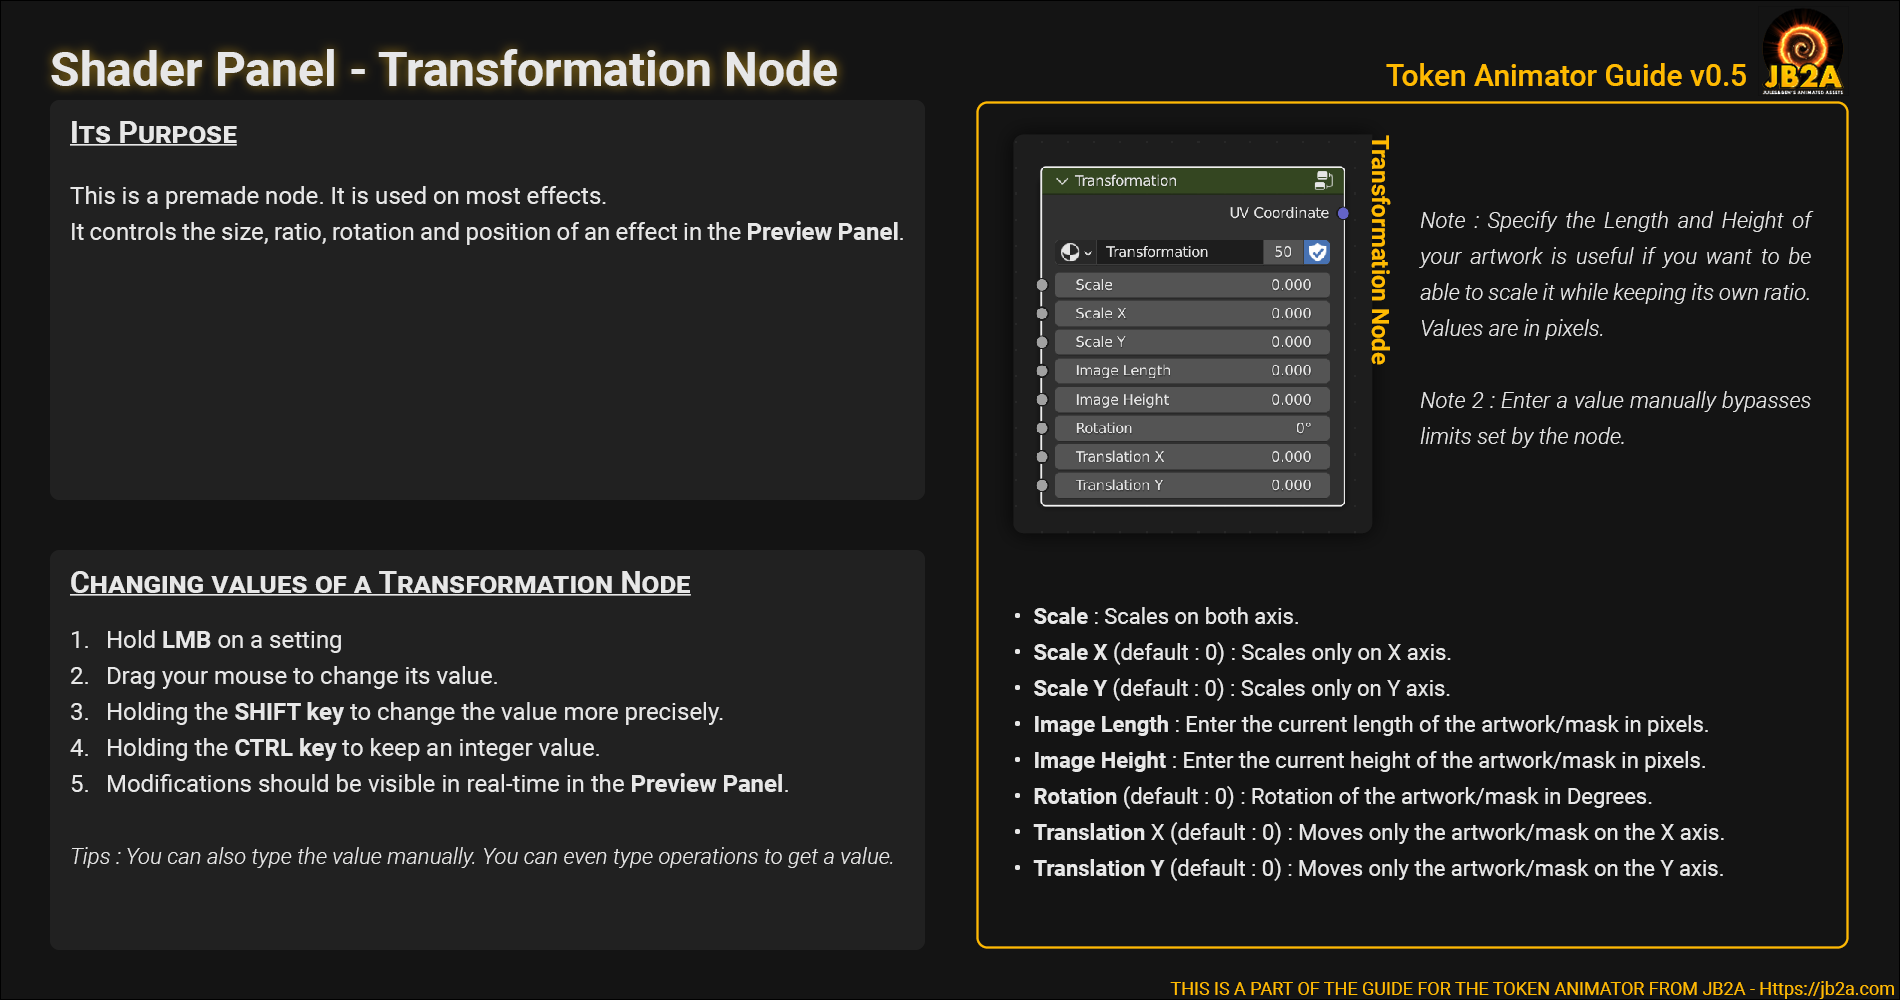 Shader Panel - Transformation Node
Token Animator Guide v0.5
JB2A
JULES&BEN'S ANIMATED ASSETS
ITS PURPOSE
This is a premade node. It is used on most effects.
It controls the size, ratio, rotation and position of an effect in the Preview Panel.
CHANGING VALUES OF A TRANSFORMATION NODE
1. Hold LMB on a setting
2. Drag your mouse to change its value.
3. Holding the SHIFT key to change the value more precisely.
4. Holding the CTRL key to keep an integer value.
5. Modifications should be visible in real-time in the Preview Panel.
Tips : You can also type the value manually. You can even type operations to get a value.
Transformation
UV Coordinate
Transformation 50
Scale 0.000
Scale X 0.000
Scale Y 0.000
Image Length 0.000
Image Height 0.000
Rotation 0°
Translation X 0.000
Translation Y 0.000
Transformation Node
Note : Specify the Length and Height of
your artwork is useful if you want to be
able to scale it while keeping its own ratio.
Values are in pixels.
Note 2 : Enter a value manually bypasses
limits set by the node.
• Scale : Scales on both axis.
• Scale X (default : 0) : Scales only on X axis.
• Scale Y (default : 0) : Scales only on Y axis.
• Image Length : Enter the current length of the artwork/mask in pixels.
• Image Height : Enter the current height of the artwork/mask in pixels.
• Rotation (default : 0) : Rotation of the artwork/mask in Degrees.
• Translation X (default : 0) : Moves only the artwork/mask on the X axis.
• Translation Y (default : 0) : Moves only the artwork/mask on the Y axis.
THIS IS A PART OF THE GUIDE FOR THE TOKEN ANIMATOR FROM JB2A - Https://jb2a.com